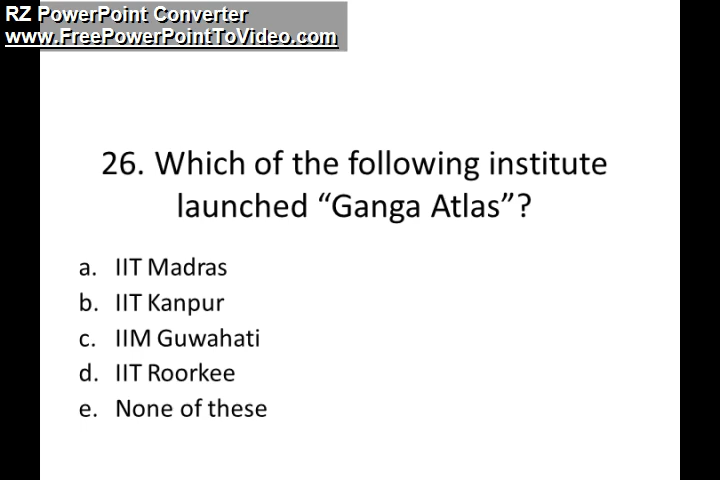 RZ PowerPoint Converter
www.FreePowerPointToVideo.com
26. Which of the following institute
launched “Ganga Atlas”?
a. IIT Madras
b. IIT Kanpur
c. IIM Guwahati
d. IIT Roorkee
e. None of these